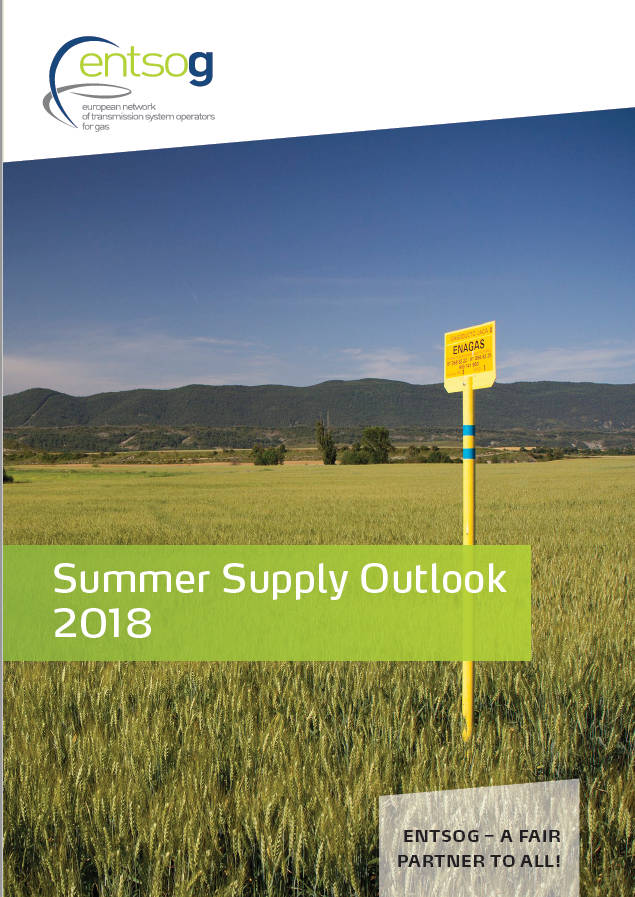 entsog
european network
of transmission system operators
for gas
ENAGAS
Summer Supply Outlook
2018
ENTSOG – A FAIR
PARTNER TO ALL!